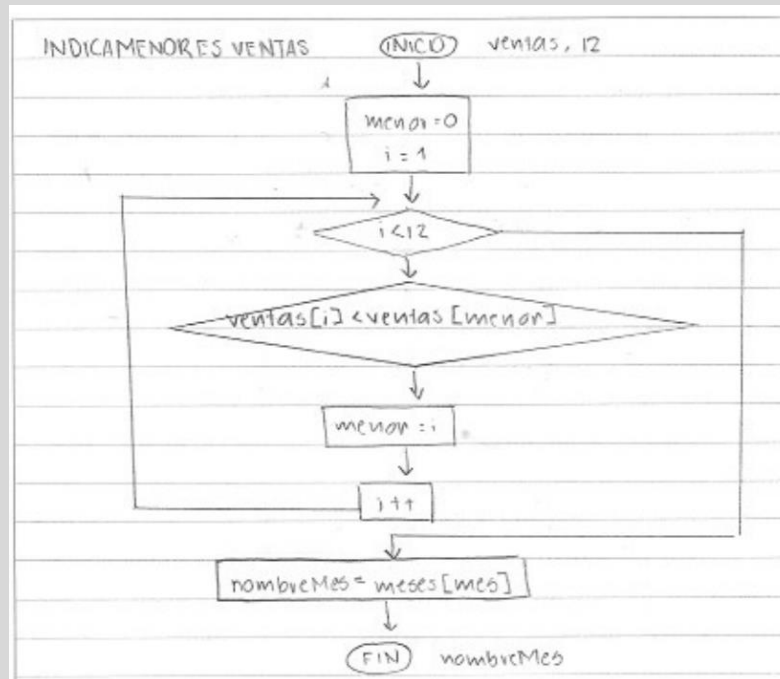 INDICAMENORES VENTAS INICIO ventas, 12
menor=0
i=1
i<12
ventas[i]<ventas[menor]
menor=i
i++
nombreMes=meses[mes]
FIN nombreMes